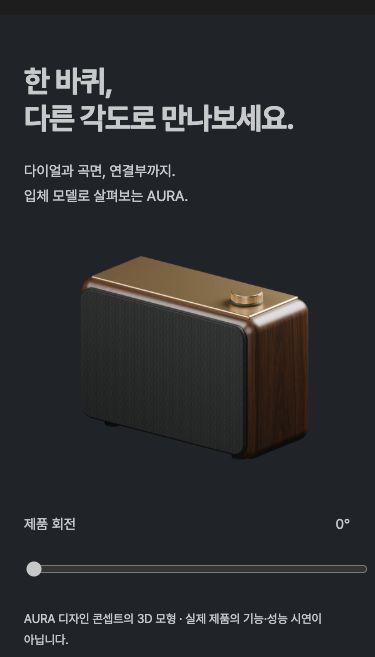 한 바퀴,
다른 각도로 만나보세요.
다이얼과 곡면, 연결부까지.
입체 모델로 살펴보는 AURA.
제품 회전 0°
AURA 디자인 콘셉트의 3D 모형 · 실제 제품의 기능·성능 시연이
아닙니다.